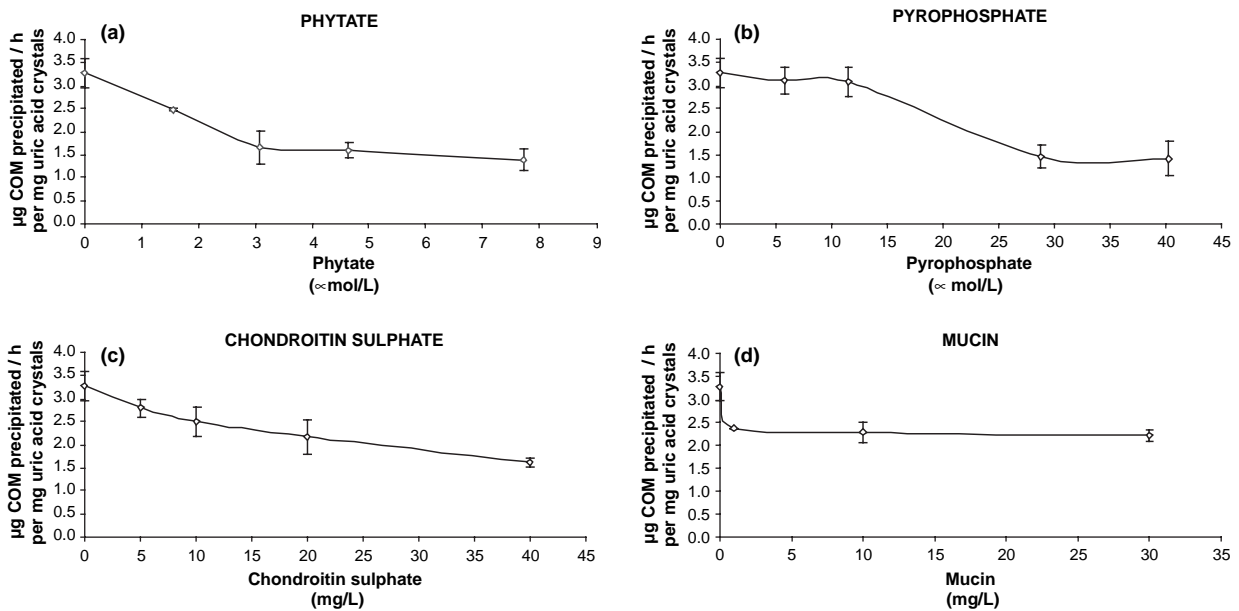 (a)
PHYTATE
µg COM precipitated / h
per mg uric acid crystals
4.0
3.5
3.0
2.5
2.0
1.5
1.0
0.5
0.0
0 1 2 3 4 5 6 7 8 9
Phytate
(∝mol/L)
(b)
PYROPHOSPHATE
µg COM precipitated / h
per mg uric acid crystals
4.0
3.5
3.0
2.5
2.0
1.5
1.0
0.5
0.0
0 5 10 15 20 25 30 35 40 45
Pyrophosphate
(∝ mol/L)
(c)
CHONDROITIN SULPHATE
µg COM precipitated / h
per mg uric acid crystals
4.0
3.5
3.0
2.5
2.0
1.5
1.0
0.5
0.0
0 5 10 15 20 25 30 35 40 45
Chondroitin sulphate
(mg/L)
(d)
MUCIN
µg COM precipitated / h
per mg uric acid crystals
4.0
3.5
3.0
2.5
2.0
1.5
1.0
0.5
0.0
0 5 10 15 20 25 30 35
Mucin
(mg/L)